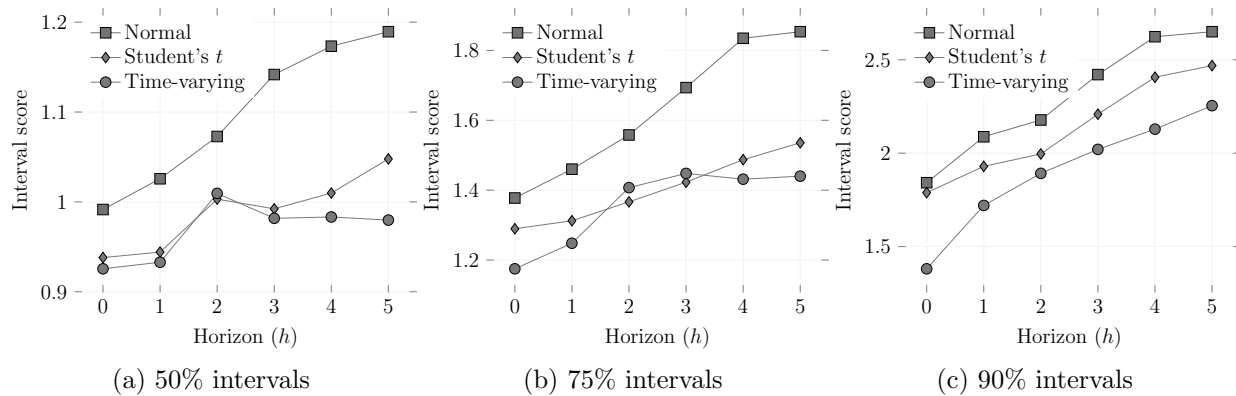 Interval score
1.2
1.1
1
0.9
Normal
Student's t
Time-varying
0 1 2 3 4 5
Horizon (h)
(a) 50% intervals
Interval score
1.8
1.6
1.4
1.2
Normal
Student's t
Time-varying
0 1 2 3 4 5
Horizon (h)
(b) 75% intervals
Interval score
2.5
2
1.5
Normal
Student's t
Time-varying
0 1 2 3 4 5
Horizon (h)
(c) 90% intervals